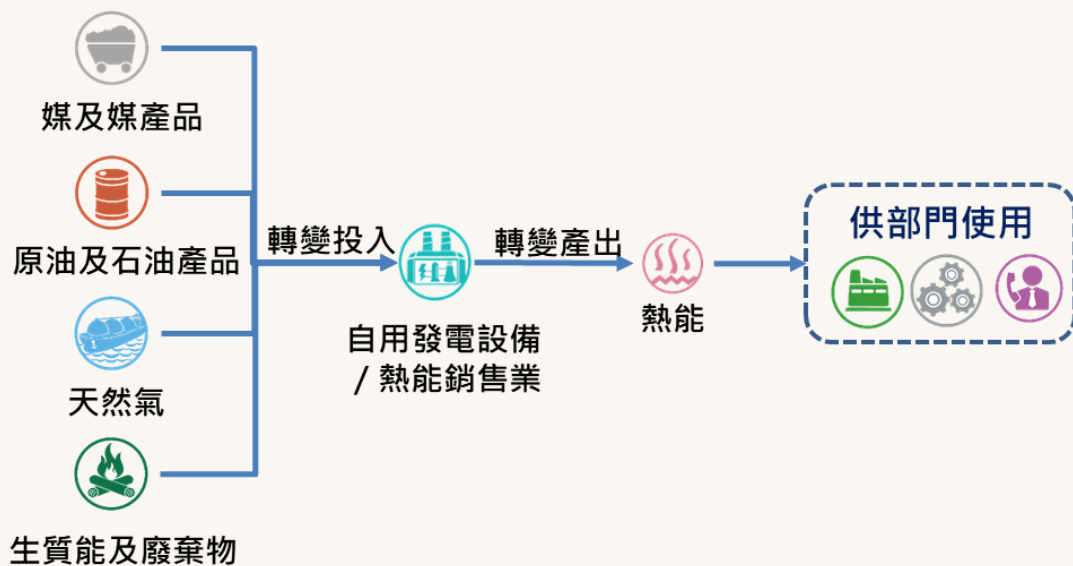 媒及媒產品
原油及石油產品
天然氣
生質能及廢棄物
轉變投入
自用發電設備
/ 熱能銷售業
轉變產出
熱能
供部門使用